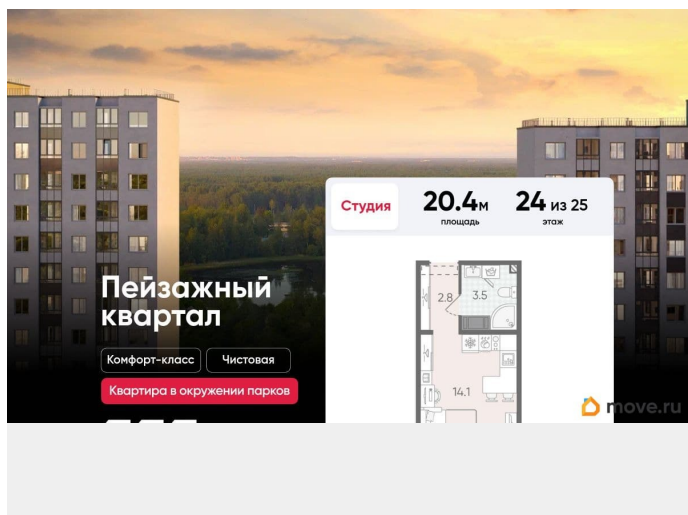 Студия
20.4м
площадь
24 из 25
этаж
2.8
3.5
14.1
Пейзажный
квартал
Комфорт-класс
Чистовая
Квартира в окружении парков
move.ru